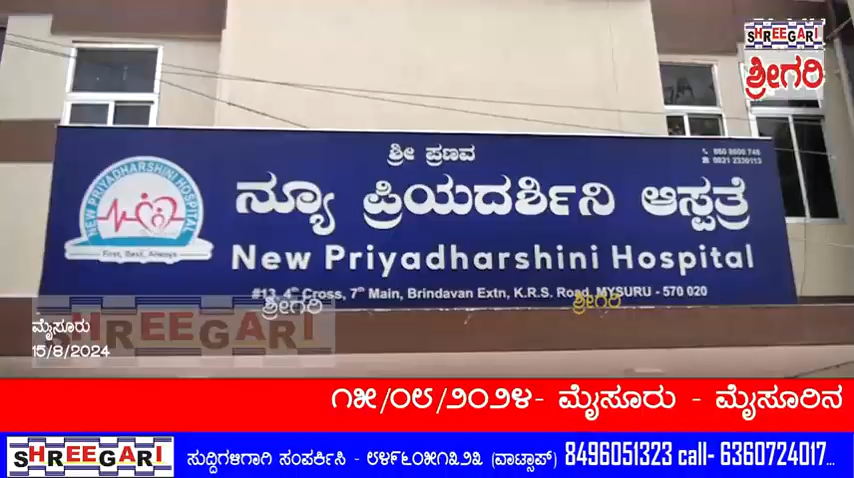 SHREEGARI
ಶ್ರೀಗರಿ
ಶ್ರೀ ಪ್ರಣವ
0821 2330113
NEW PRIYADHARSHINI HOSPITAL
First, Best, Always
ನ್ಯೂ ಪ್ರಿಯದರ್ಶಿನಿ ಆಸ್ಪತ್ರೆ
New Priyadharshini Hospital
#13, 4th Cross, 7th Main, Brindavan Extn, K.R.S. Road, MYSURU - 570 020
ಶ್ರೀಗರಿ ಶ್ರೀಗರಿ
SHREEGARI
ಮೈಸೂರು
15/8/2024
೧೫/೦೮/೨೦೨೪- ಮೈಸೂರು - ಮೈಸೂರಿನ
SHREEGARI ಸುದ್ದಿಗಳಿಗಾಗಿ ಸಂಪರ್ಕಿಸಿ - ೮೪೯೬೦೫೧೩೨೩ (ವಾಟ್ಸಾಪ್) 8496051323 call- 6360724017...